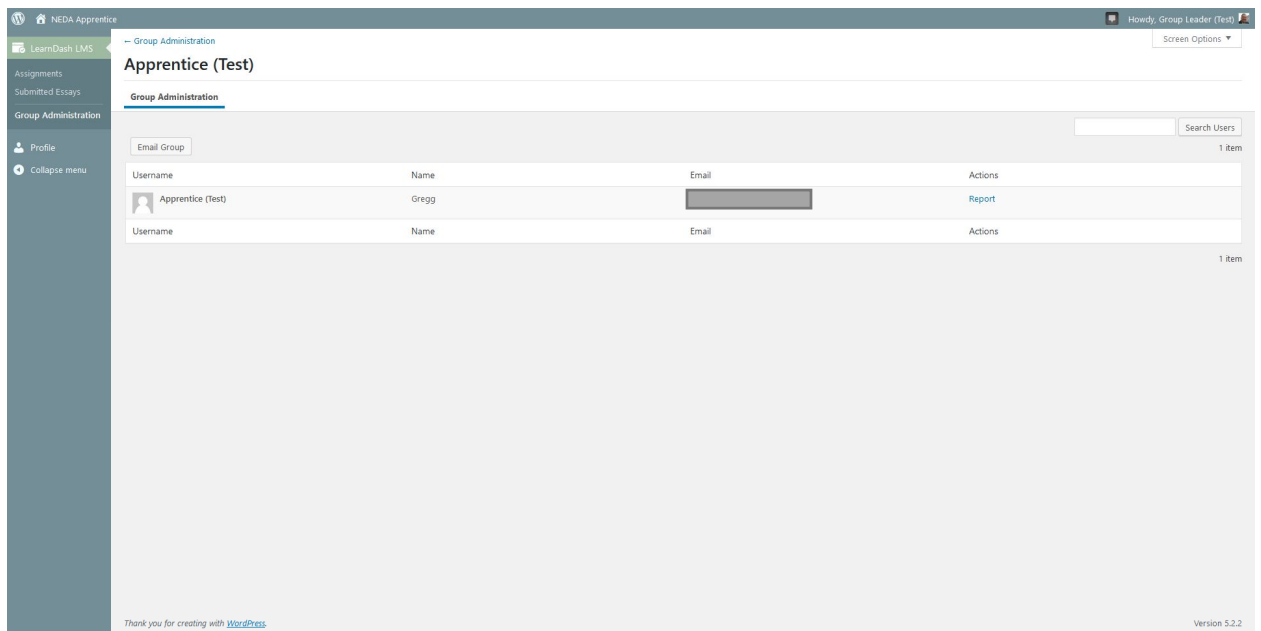 NEDA Apprentice
Howdy, Group Leader (Test)
LearnDash LMS
Assignments
Submitted Essays
Group Administration
Profile
Collapse menu
← Group Administration
Screen Options ▼
Apprentice (Test)
Group Administration
Search Users
Email Group
1 item
Username Name Email Actions
Apprentice (Test) Gregg Report
Username Name Email Actions
1 item
Thank you for creating with WordPress.
Version 5.2.2